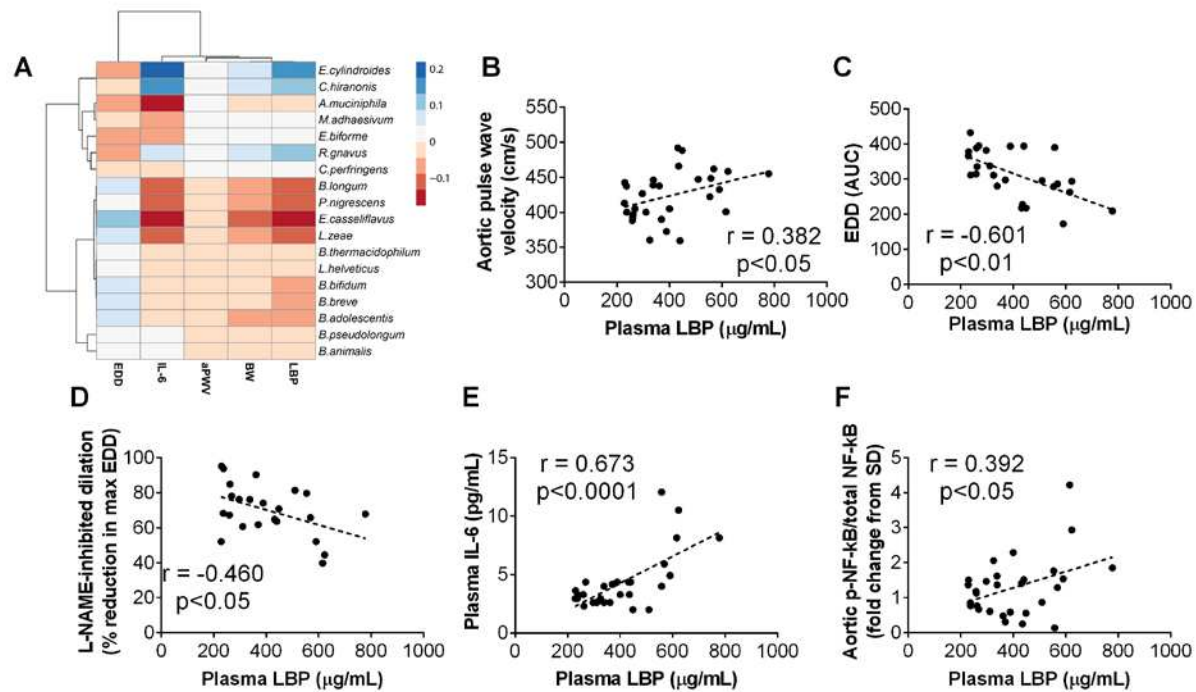 A
E.cylindroides
C.hiranonis
A.muciniphila
M.adhaesivum
E.biforme
R.gnavus
C.perfringens
B.longum
P.nigrescens
E.casseliflavus
L.zeae
B.thermacidophilum
L.helveticus
B.bifidum
B.breve
B.adolescentis
B.pseudolongum
B.animalis
0.2
0.1
0
−0.1
EDD
IL-6
aPWV
BW
LBP
B
Aortic pulse wave
velocity (cm/s)
550
500
450
400
350
300
r = 0.382
p<0.05
0 200 400 600 800 1000
Plasma LBP (μg/mL)
C
EDD (AUC)
500
400
300
200
100
0
r = -0.601
p<0.01
0 200 400 600 800 1000
Plasma LBP (μg/mL)
D
L-NAME-inhibited dilation
(% reduction in max EDD)
100
80
60
40
20
0
r = -0.460
p<0.05
0 200 400 600 800 1000
Plasma LBP (μg/mL)
E
Plasma IL-6 (pg/mL)
15
10
5
0
r = 0.673
p<0.0001
0 200 400 600 800 1000
Plasma LBP (μg/mL)
F
Aortic p-NF-kB/total NF-kB
(fold change from SD)
5
4
3
2
1
0
r = 0.392
p<0.05
0 200 400 600 800 1000
Plasma LBP (μg/mL)